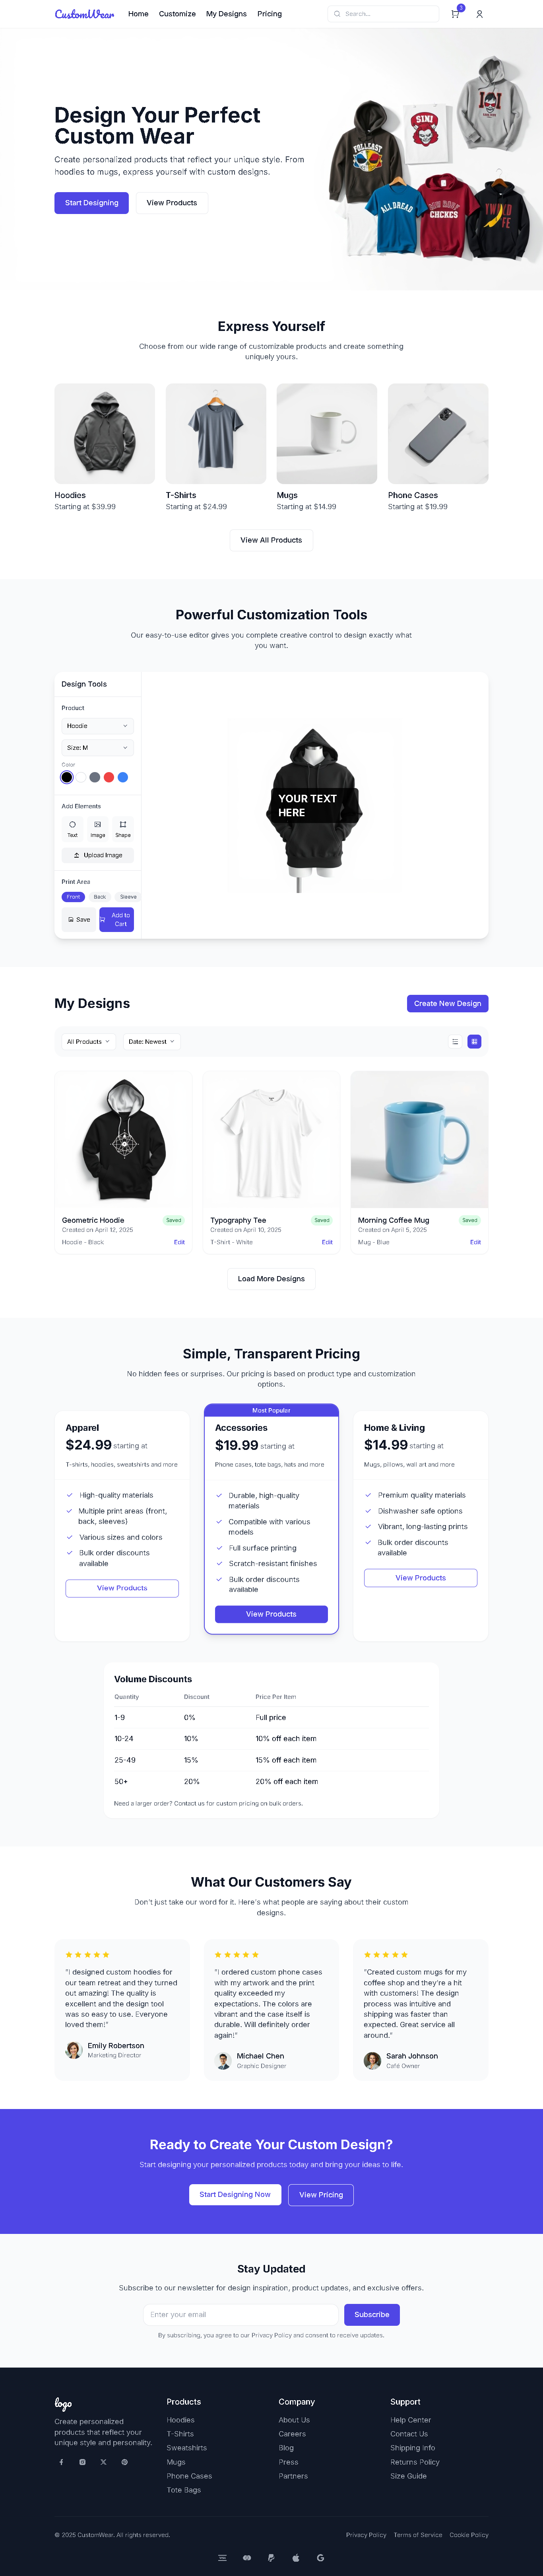 CustomWear
Home Customize My Designs Pricing
Search...
3
Design Your Perfect
Custom Wear
Create personalized products that reflect your unique style. From
hoodies to mugs, express yourself with custom designs.
Start Designing View Products
Express Yourself
Choose from our wide range of customizable products and create something
uniquely yours.
Hoodies T-Shirts Mugs Phone Cases
Starting at $39.99 Starting at $24.99 Starting at $14.99 Starting at $19.99
View All Products
Powerful Customization Tools
Our easy-to-use editor gives you complete creative control to design exactly what
you want.
Design Tools
Product
Hoodie
Size: M
Color
Add Elements
Text Image Shape
Upload Image
Print Area
Front Back Sleeve
Save
Add to
Cart
YOUR TEXT
HERE
My Designs
Create New Design
All Products Date: Newest
Geometric Hoodie Saved
Created on April 12, 2025
Hoodie - Black Edit
Typography Tee Saved
Created on April 10, 2025
T-Shirt - White Edit
Morning Coffee Mug Saved
Created on April 5, 2025
Mug - Blue Edit
Load More Designs
Simple, Transparent Pricing
No hidden fees or surprises. Our pricing is based on product type and customization
options.
Apparel
$24.99 starting at
T-shirts, hoodies, sweatshirts and more
High-quality materials
Multiple print areas (front,
back, sleeves)
Various sizes and colors
Bulk order discounts
available
View Products
Most Popular
Accessories
$19.99 starting at
Phone cases, tote bags, hats and more
Durable, high-quality
materials
Compatible with various
models
Full surface printing
Scratch-resistant finishes
Bulk order discounts
available
View Products
Home & Living
$14.99 starting at
Mugs, pillows, wall art and more
Premium quality materials
Dishwasher safe options
Vibrant, long-lasting prints
Bulk order discounts
available
View Products
Volume Discounts
Quantity Discount Price Per Item
1-9 0% Full price
10-24 10% 10% off each item
25-49 15% 15% off each item
50+ 20% 20% off each item
Need a larger order? Contact us for custom pricing on bulk orders.
What Our Customers Say
Don't just take our word for it. Here's what people are saying about their custom
designs.
"I designed custom hoodies for
our team retreat and they turned
out amazing! The quality is
excellent and the design tool
was so easy to use. Everyone
loved them!"
Emily Robertson
Marketing Director
"I ordered custom phone cases
with my artwork and the print
quality exceeded my
expectations. The colors are
vibrant and the case itself is
durable. Will definitely order
again!"
Michael Chen
Graphic Designer
"Created custom mugs for my
coffee shop and they're a hit
with customers! The design
process was intuitive and
shipping was faster than
expected. Great service all
around."
Sarah Johnson
Café Owner
Ready to Create Your Custom Design?
Start designing your personalized products today and bring your ideas to life.
Start Designing Now View Pricing
Stay Updated
Subscribe to our newsletter for design inspiration, product updates, and exclusive offers.
Enter your email Subscribe
By subscribing, you agree to our Privacy Policy and consent to receive updates.
logo
Create personalized
products that reflect your
unique style and personality.
Products
Hoodies
T-Shirts
Sweatshirts
Mugs
Phone Cases
Tote Bags
Company
About Us
Careers
Blog
Press
Partners
Support
Help Center
Contact Us
Shipping Info
Returns Policy
Size Guide
© 2025 CustomWear. All rights reserved.
Privacy Policy Terms of Service Cookie Policy